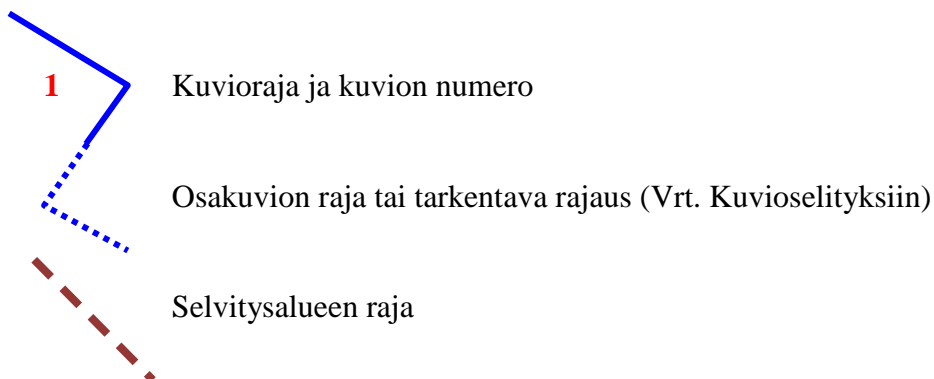 1 Kuvioraja ja kuvion numero
Osakuvion raja tai tarkentava rajaus (Vrt. Kuvioselityksiin)
Selvitysalueen raja